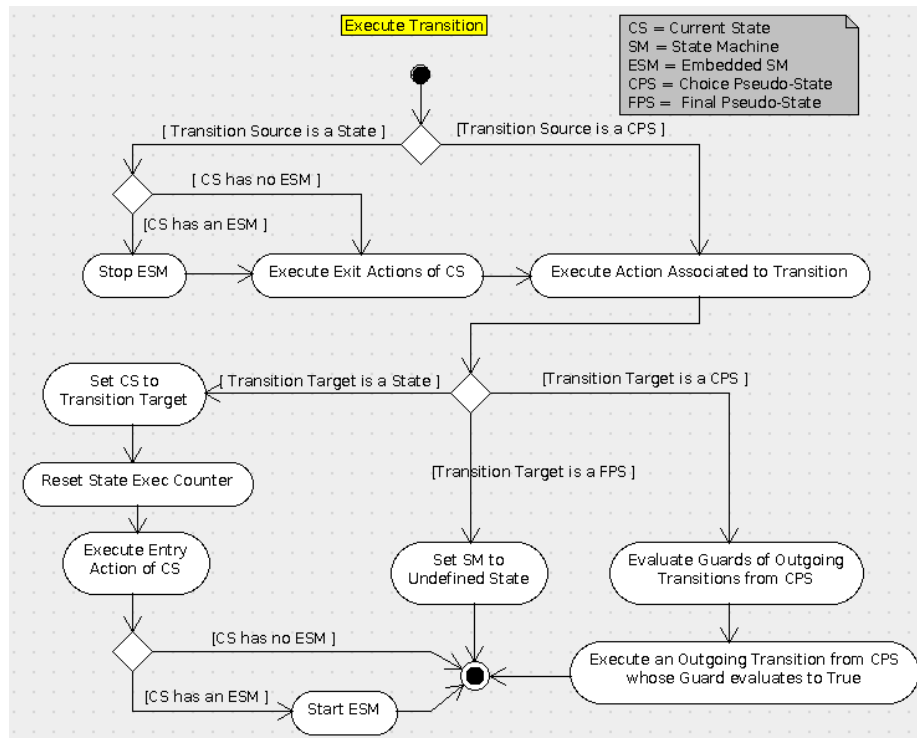 Execute Transition
CS = Current State
SM = State Machine
ESM = Embedded SM
CPS = Choice Pseudo-State
FPS = Final Pseudo-State
[ Transition Source is a State ]
[Transition Source is a CPS ]
[ CS has no ESM ]
[CS has an ESM ]
Stop ESM
Execute Exit Actions of CS
Execute Action Associated to Transition
Set CS to
Transition Target
[ Transition Target is a State ]
[Transition Target is a CPS ]
Reset State Exec Counter
[Transition Target is a FPS ]
Execute Entry
Action of CS
Set SM to
Undefined State
Evaluate Guards of Outgoing
Transitions from CPS
[CS has no ESM ]
Execute an Outgoing Transition from CPS
whose Guard evaluates to True
[CS has an ESM ]
Start ESM